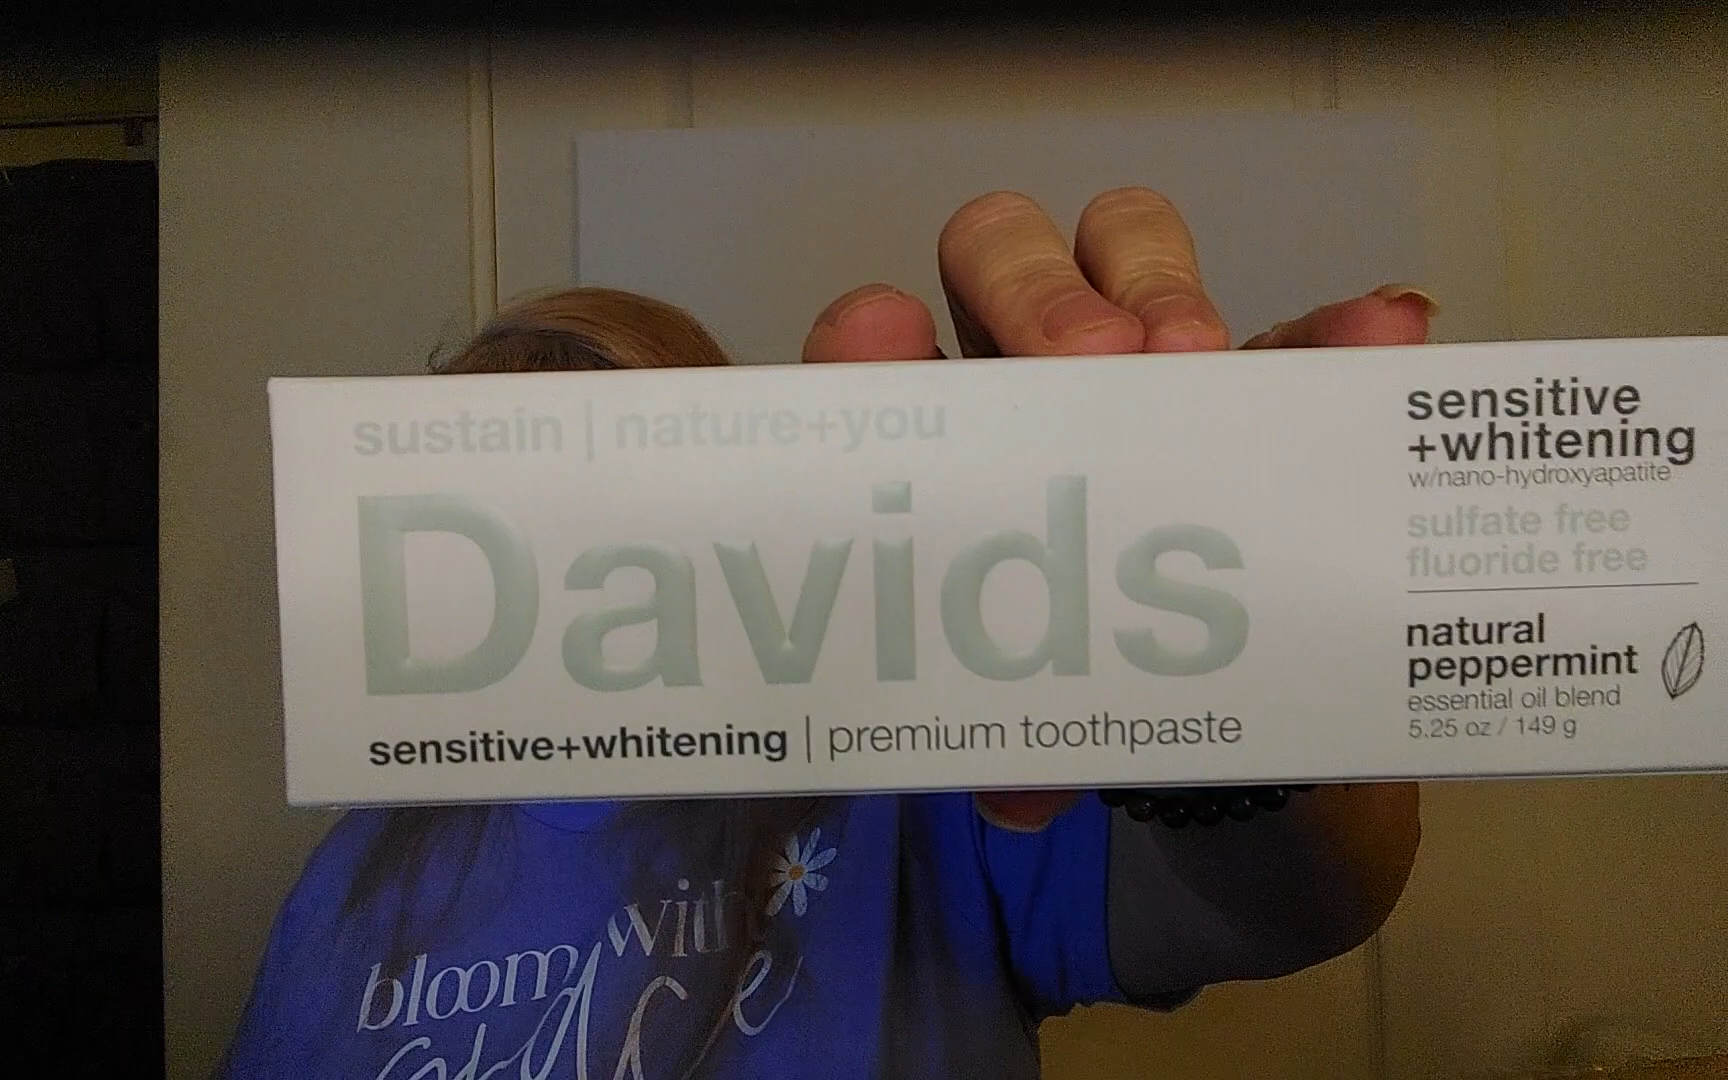 sustain | nature+you
Davids
sensitive+whitening | premium toothpaste
sensitive
+whitening
w/nano-hydroxyapatite
sulfate free
fluoride free
natural
peppermint
essential oil blend
5.25 oz / 149 g
bloom with
grace